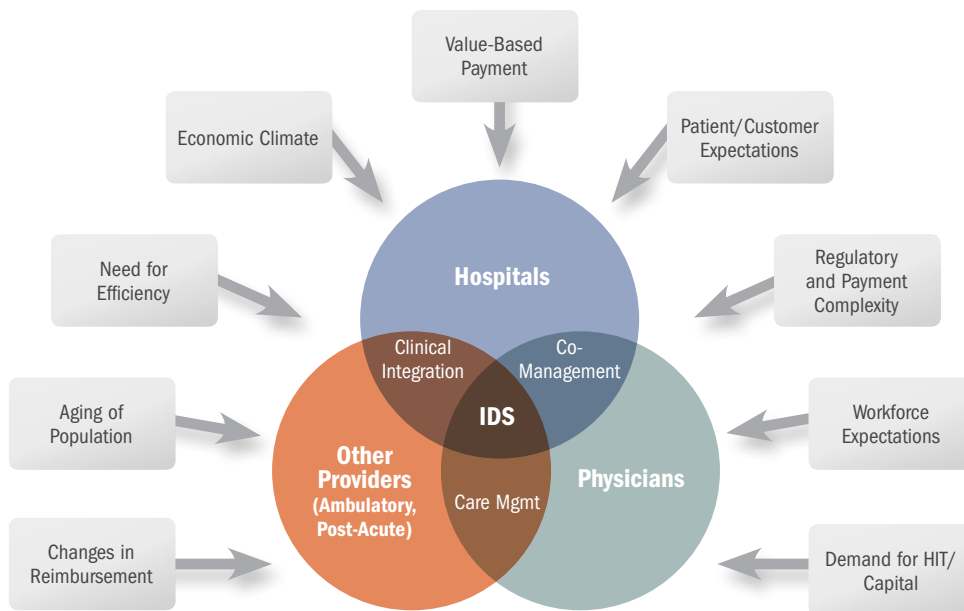 Value-Based
Payment
Economic Climate
Patient/Customer
Expectations
Need for
Efficiency
Hospitals
Regulatory
and Payment
Complexity
Clinical
Integration
Co-
Management
IDS
Aging of
Population
Workforce
Expectations
Other
Providers
(Ambulatory,
Post-Acute)
Care Mgmt
Physicians
Changes in
Reimbursement
Demand for HIT/
Capital